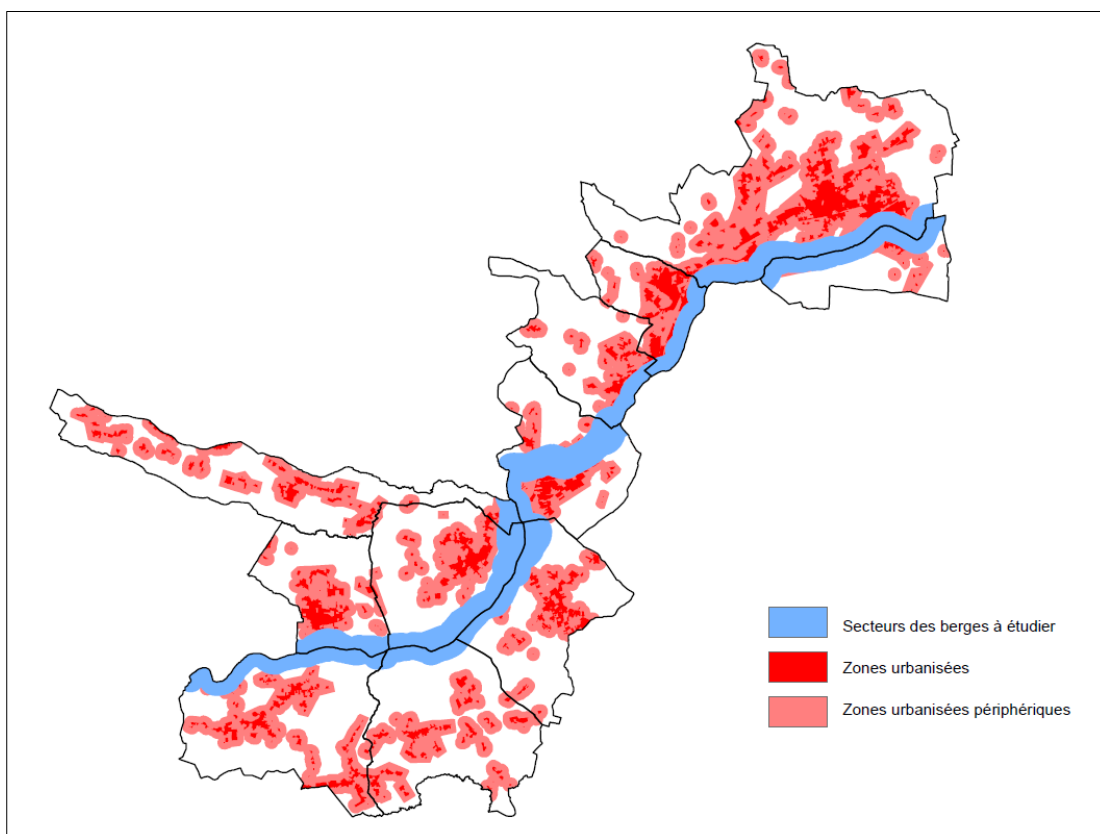 Secteurs des berges à étudier
Zones urbanisées
Zones urbanisées périphériques